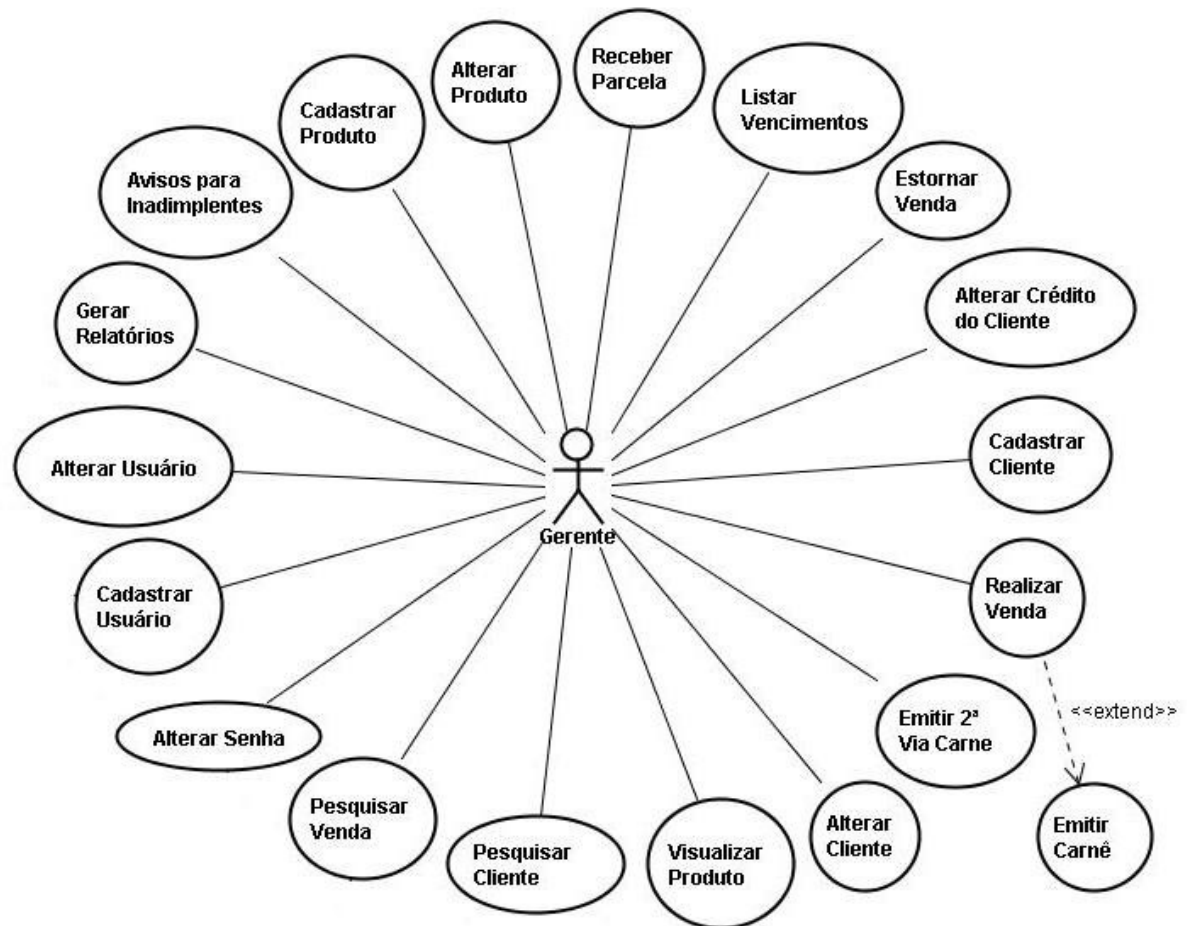 Receber
Parcela
Alterar
Produto
Listar
Vencimentos
Cadastrar
Produto
Avisos para
Inadimplentes
Estornar
Venda
Gerar
Relatórios
Alterar Crédito
do Cliente
Alterar Usuário
Cadastrar
Cliente
Gerente
Cadastrar
Usuário
Realizar
Venda
<<extend>>
Alterar Senha
Emitir 2ª
Via Carne
Pesquisar
Venda
Pesquisar
Cliente
Visualizar
Produto
Alterar
Cliente
Emitir
Carnê